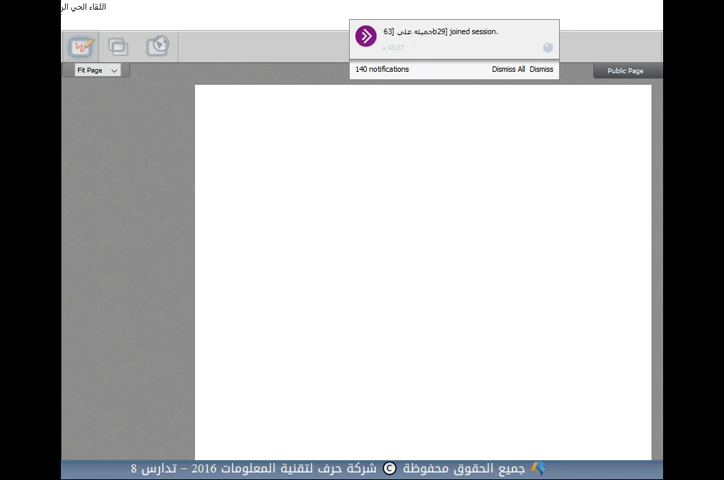 اللقاء الحي الر
63] جميله على b29] joined session.
140 notifications
Dismiss All Dismiss
Fit Page
Public Page
جميع الحقوق محفوظة © شركة حرف لتقنية المعلومات 2016 – تدارس 8